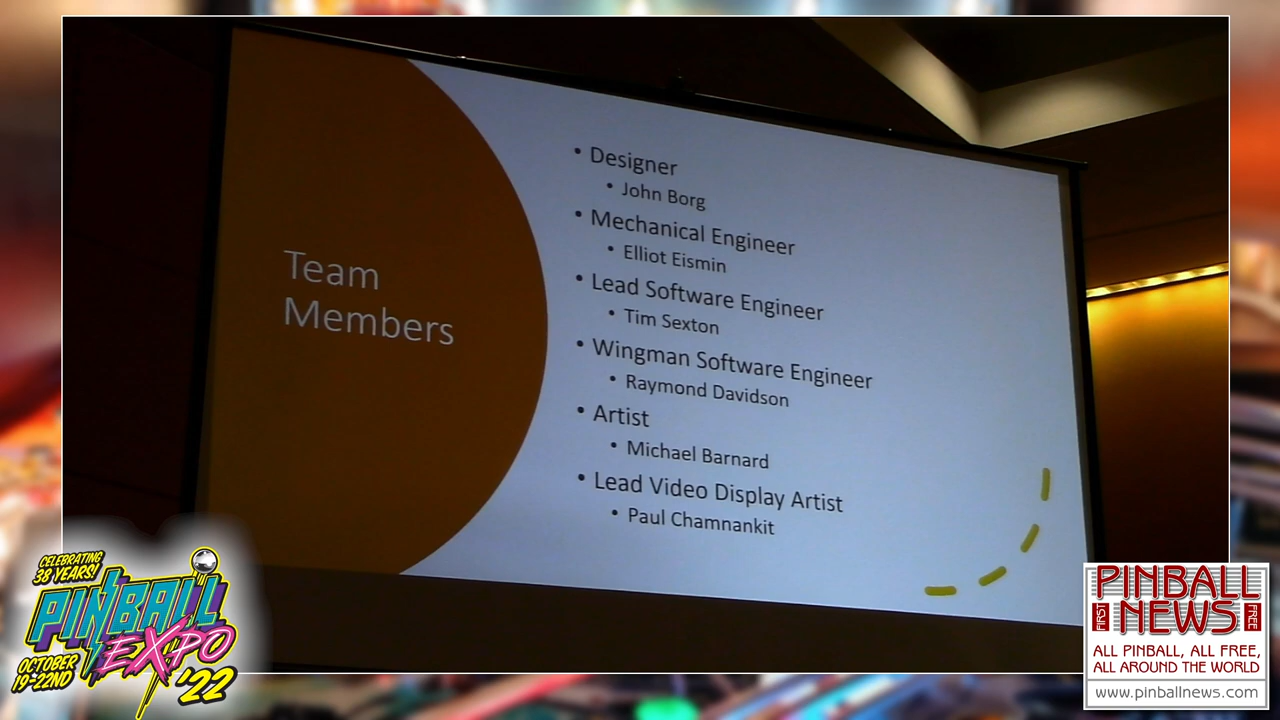 Team
Members
• Designer
• John Borg
• Mechanical Engineer
• Elliot Eismin
• Lead Software Engineer
• Tim Sexton
• Wingman Software Engineer
• Raymond Davidson
• Artist
• Michael Barnard
• Lead Video Display Artist
• Paul Chamnankit
CELEBRATING
38 YEARS!
PINBALL
EXPO
OCTOBER
19-22ND
'22
PINBALL
FIRST NEWS FREE
ALL PINBALL, ALL FREE,
ALL AROUND THE WORLD
www.pinballnews.com